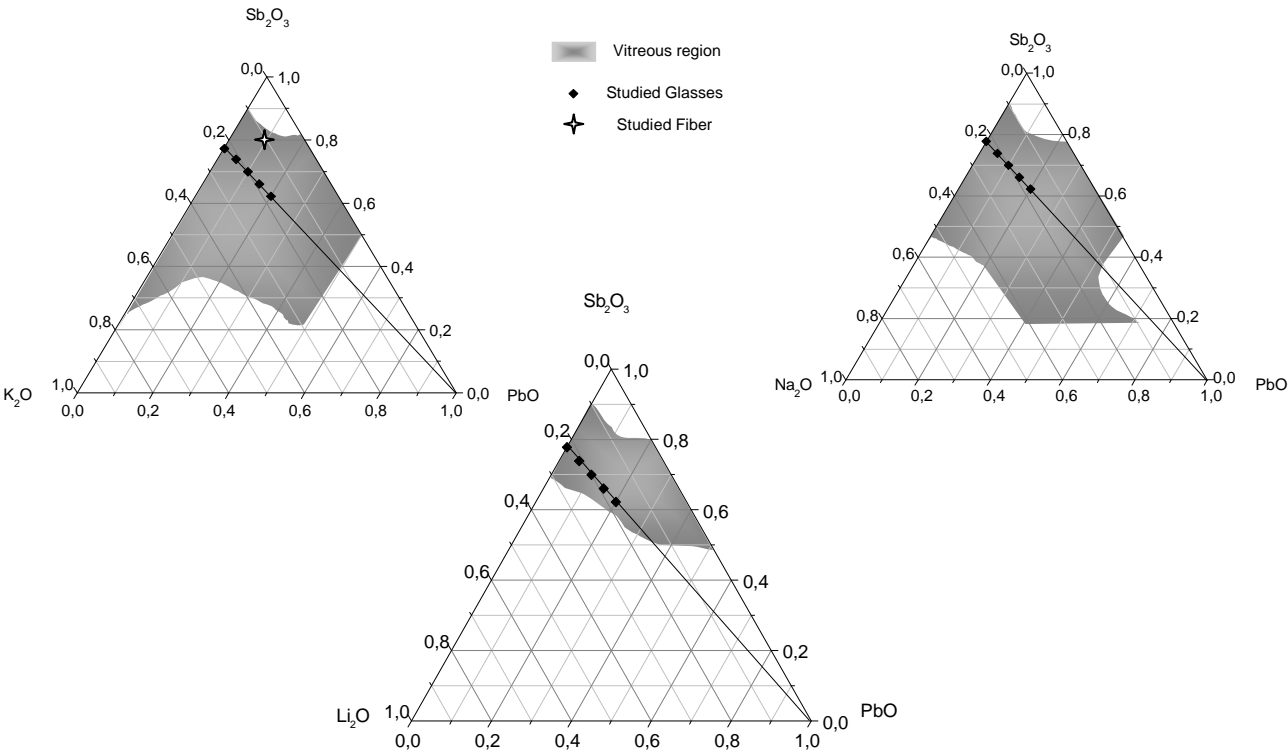 Sb2O3
0,0 1,0
0,2 0,8
0,4 0,6
0,6 0,4
0,8 0,2
K2O 1,0 0,0 PbO
0,0 0,2 0,4 0,6 0,8 1,0
Vitreous region
Studied Glasses
Studied Fiber
Sb2O3
0,0 1,0
0,2 0,8
0,4 0,6
0,6 0,4
0,8 0,2
Na2O 1,0 0,0 PbO
0,0 0,2 0,4 0,6 0,8 1,0
Sb2O3
0,0 1,0
0,2 0,8
0,4 0,6
0,6 0,4
0,8 0,2
Li2O 1,0 0,0 PbO
0,0 0,2 0,4 0,6 0,8 1,0